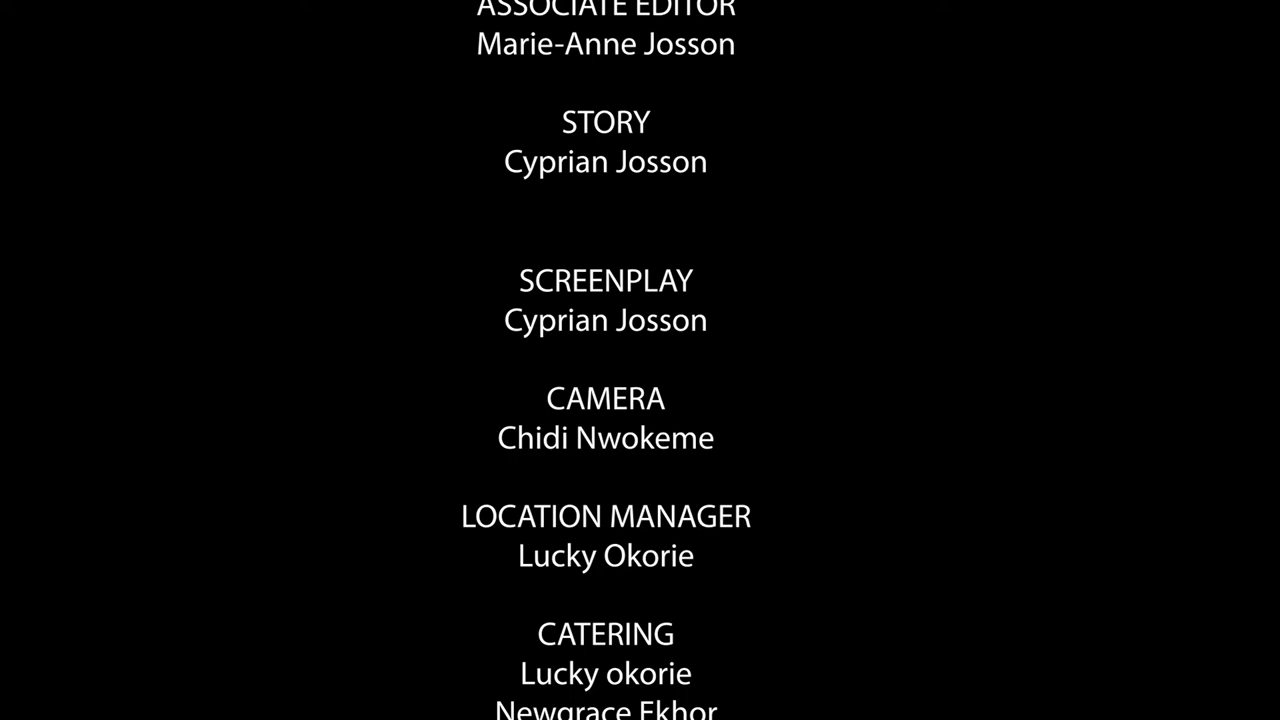 ASSOCIATE EDITOR
Marie-Anne Josson
STORY
Cyprian Josson
SCREENPLAY
Cyprian Josson
CAMERA
Chidi Nwokeme
LOCATION MANAGER
Lucky Okorie
CATERING
Lucky okorie
Newgrace Ekhor